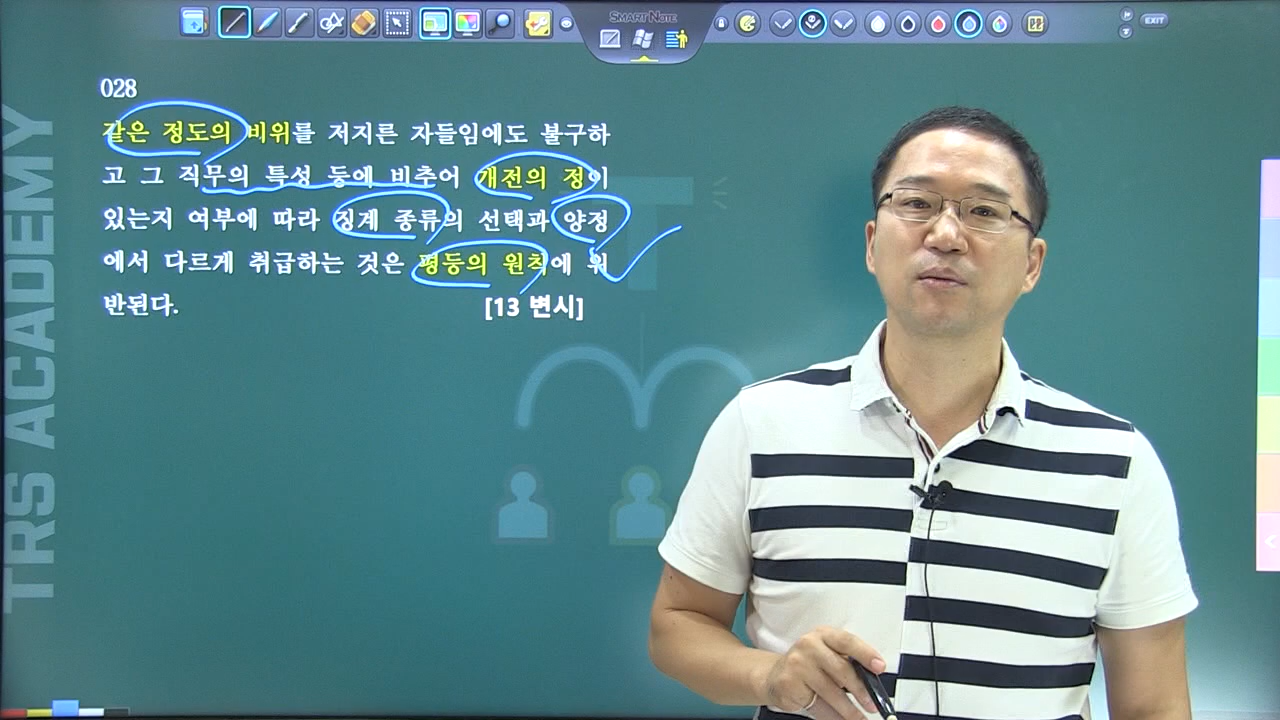 SMART NOTE
EXIT
028
같은 정도의 비위를 저지른 자들임에도 불구하
고 그 직무의 특성 등에 비추어 개전의 정이
있는지 여부에 따라 징계 종류의 선택과 양정
에서 다르게 취급하는 것은 평등의 원칙에 위
반된다. [13 변시]
TRS ACADEMY